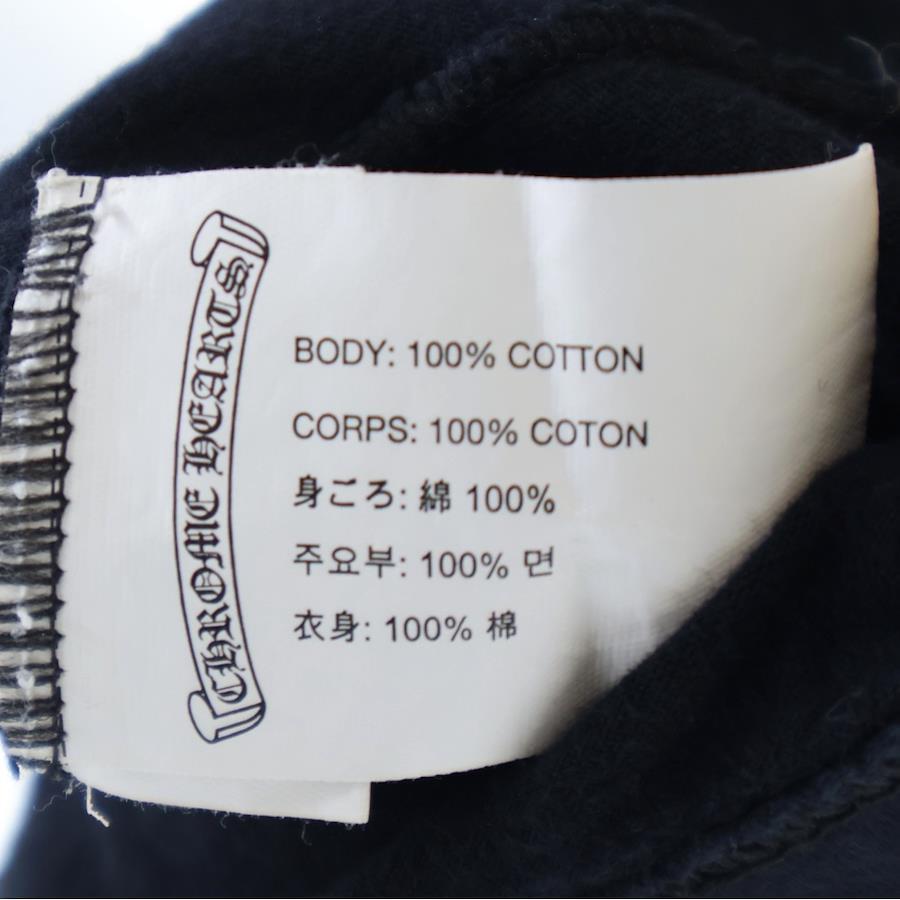 CHROME HEARTS
BODY: 100% COTTON
CORPS: 100% COTON
身ごろ: 綿 100%
주요부: 100% 면
衣身: 100% 棉